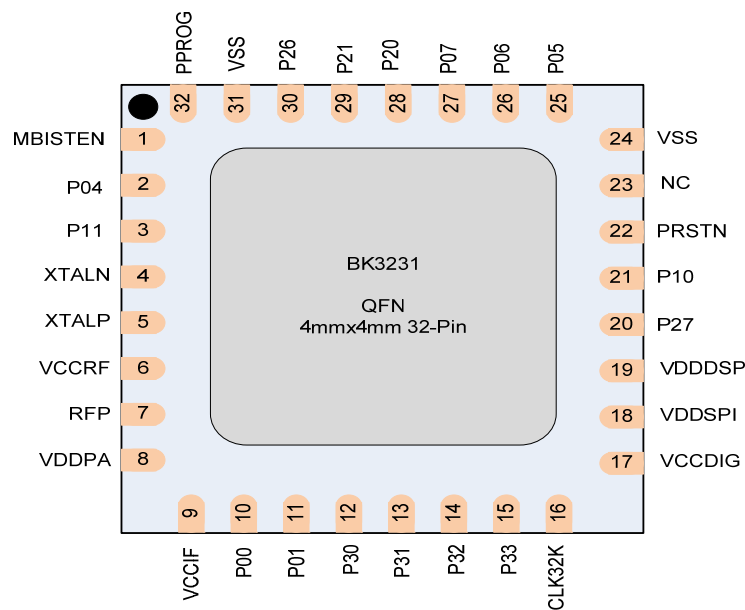 PPROG
VSS
P26
P21
P20
P07
P06
P05
32
31
30
29
28
27
26
25
MBISTEN
1
P04
2
P11
3
XTALN
4
XTALP
5
VCCRF
6
RFP
7
VDDPA
8
BK3231
QFN
4mmx4mm 32-Pin
24
VSS
23
NC
22
PRSTN
21
P10
20
P27
19
VDDDSP
18
VDDSPI
17
VCCDIG
9
10
11
12
13
14
15
16
VCCIF
P00
P01
P30
P31
P32
P33
CLK32K